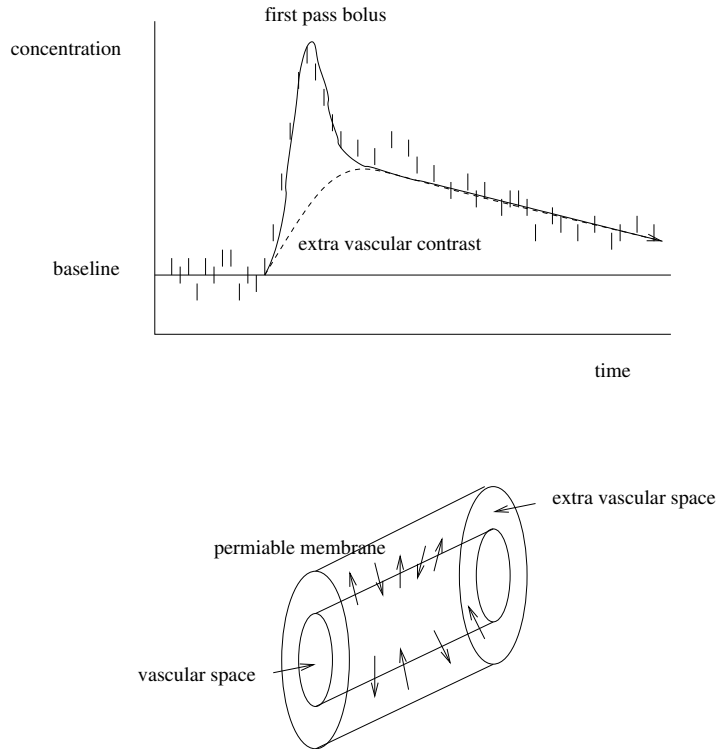 first pass bolus
concentration
extra vascular contrast
baseline
time
extra vascular space
permiable membrane
vascular space